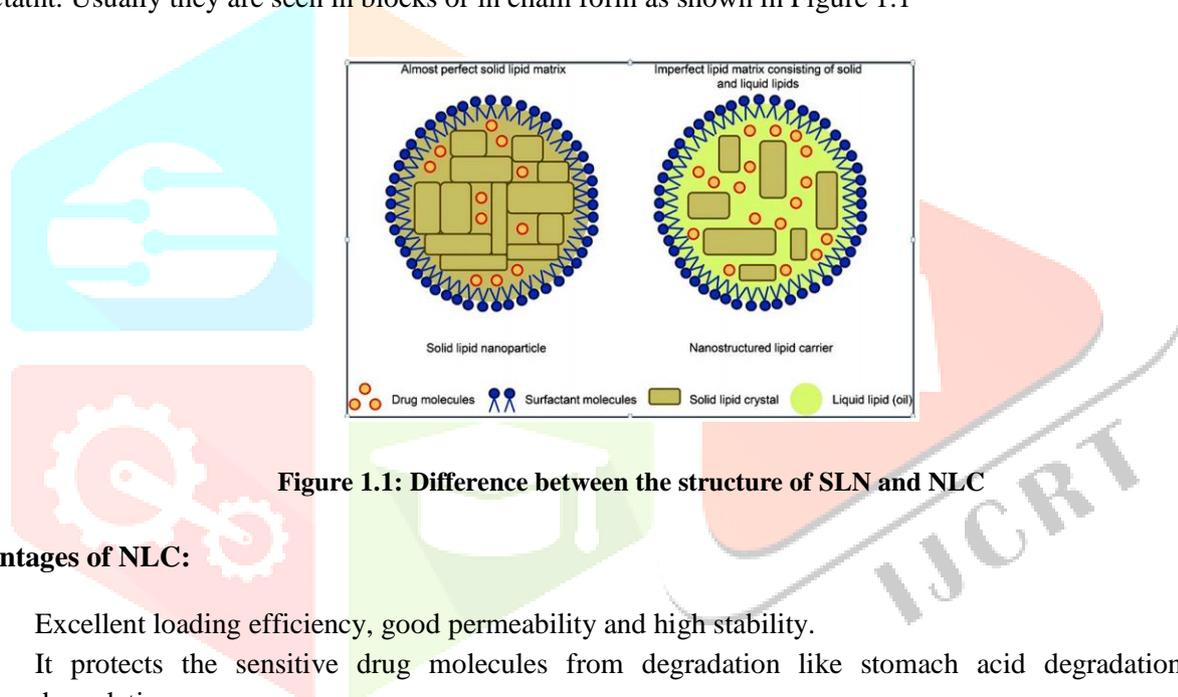 Usually they are seen in blocks or in chain form as shown in Figure 1.1
Almost perfect solid lipid matrix
Imperfect lipid matrix consisting of solid
and liquid lipids
Solid lipid nanoparticle
Nanostructured lipid carrier
Drug molecules
Surfactant molecules
Solid lipid crystal
Liquid lipid (oil)
Figure 1.1: Difference between the structure of SLN and NLC
ntages of NLC:
Excellent loading efficiency, good permeability and high stability.
It protects the sensitive drug molecules from degradation like stomach acid degradation
IJCRT